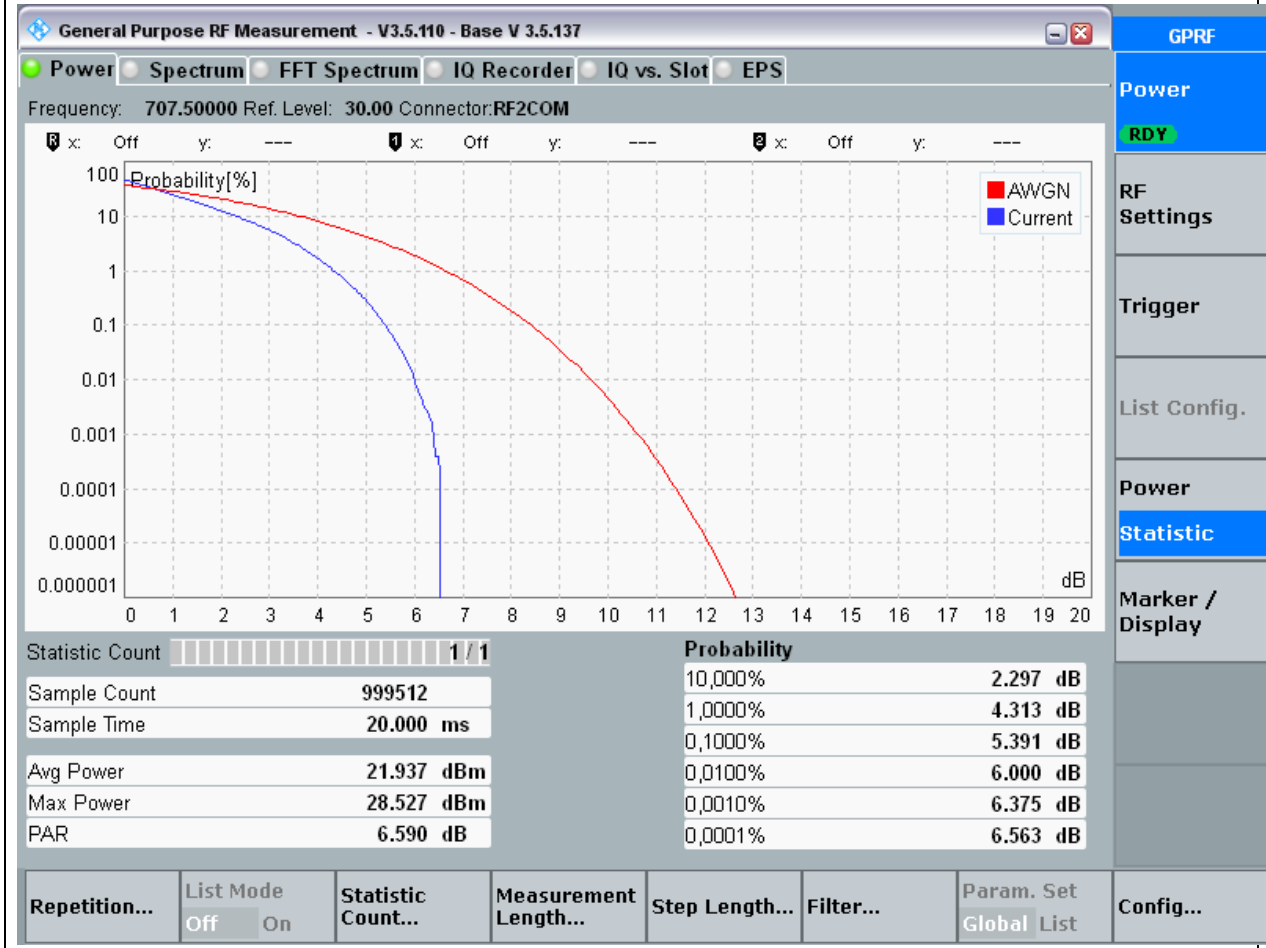 General Purpose RF Measurement - V3.5.110 - Base V 3.5.137
GPRF
Power Spectrum FFT Spectrum IQ Recorder IQ vs. Slot EPS
Frequency: 707.50000 Ref. Level: 30.00 Connector:RF2COM
R x: Off y: --- 1 x: Off y: --- 2 x: Off y: ---
Probability[%]
AWGN
Current
100
10
1
0.1
0.01
0.001
0.0001
0.00001
0.000001
dB
0 1 2 3 4 5 6 7 8 9 10 11 12 13 14 15 16 17 18 19 20
Statistic Count 1 / 1
Sample Count 999512
Sample Time 20.000 ms
Avg Power 21.937 dBm
Max Power 28.527 dBm
PAR 6.590 dB
Probability
10,000% 2.297 dB
1,0000% 4.313 dB
0,1000% 5.391 dB
0,0100% 6.000 dB
0,0010% 6.375 dB
0,0001% 6.563 dB
Power
RDY
RF
Settings
Trigger
List Config.
Power
Statistic
Marker /
Display
Repetition...
List Mode
Off On
Statistic
Count...
Measurement
Length...
Step Length...
Filter...
Param. Set
Global List
Config...